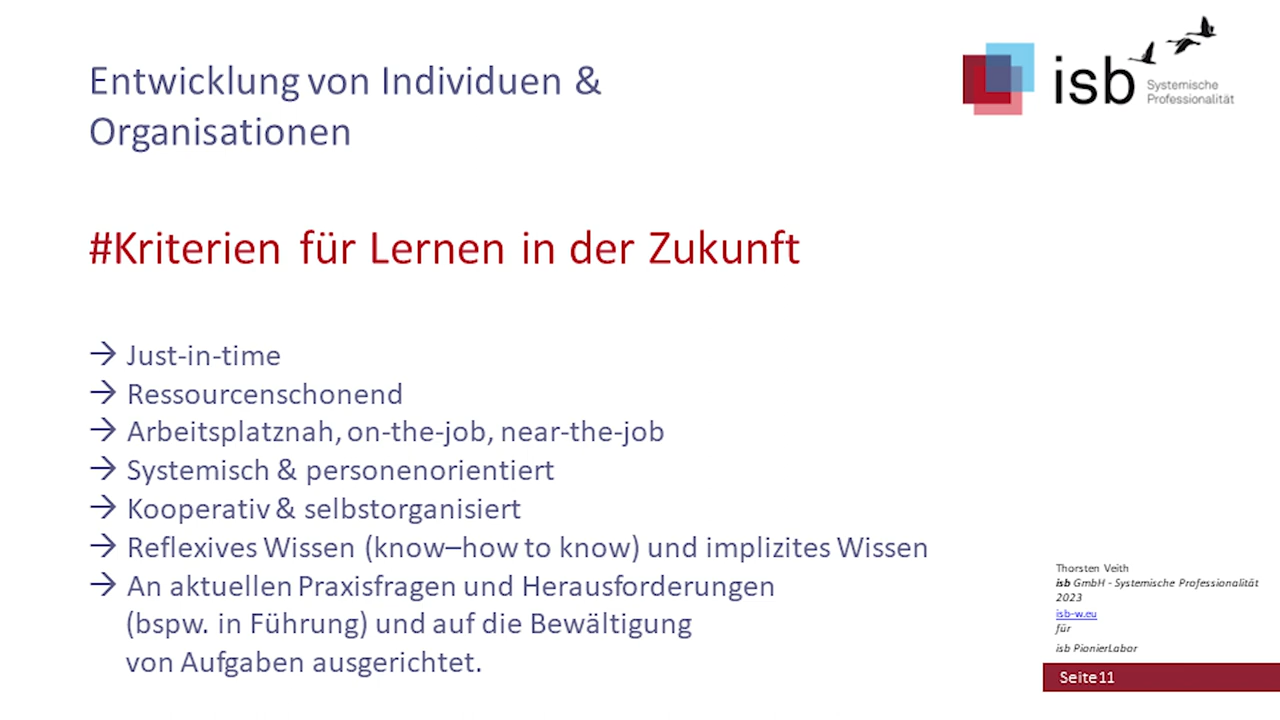 Entwicklung von Individuen &
Organisationen
isb
Systemische
Professionalität
#Kriterien für Lernen in der Zukunft
→ Just-in-time
→ Ressourcenschonend
→ Arbeitsplatznah, on-the-job, near-the-job
→ Systemisch & personenorientiert
→ Kooperativ & selbstorganisiert
→ Reflexives Wissen (know–how to know) und implizites Wissen
→ An aktuellen Praxisfragen und Herausforderungen
(bspw. in Führung) und auf die Bewältigung
von Aufgaben ausgerichtet.
Thorsten Veith
isb GmbH - Systemische Professionalität
2023
isb-w.eu
für
isb PionierLabor
Seite11